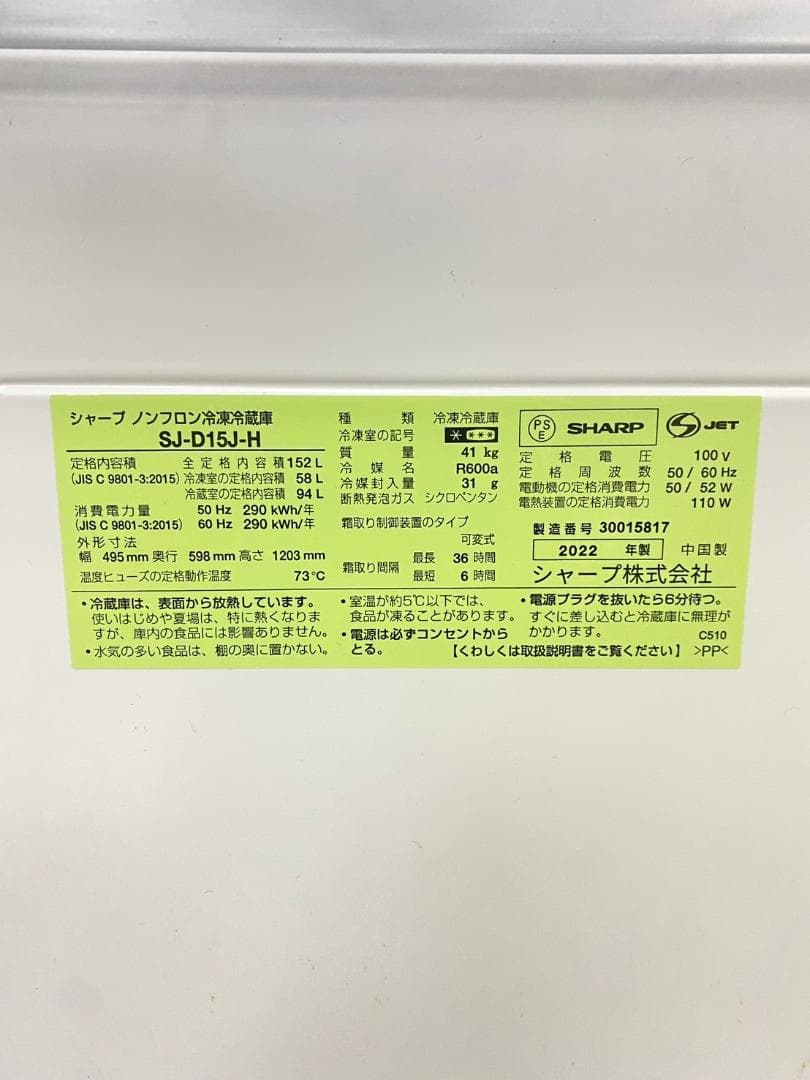 シャープ ノンフロン冷凍冷蔵庫
SJ-D15J-H
定格内容積 全定格内容積 152 L
(JIS C 9801-3:2015) 冷凍室の定格内容積 58 L
冷蔵室の定格内容積 94 L
消費電力量 50 Hz 290 kWh/年
(JIS C 9801-3:2015) 60 Hz 290 kWh/年
外形寸法
幅 495 mm 奥行 598 mm 高さ 1203 mm
温度ヒューズの定格動作温度 73℃
種類 冷凍冷蔵庫
冷凍室の記号 * ***
質量 41 kg
冷媒名 R600a
冷媒封入量 31 g
断熱発泡ガス シクロペンタン
霜取り制御装置のタイプ
可変式
霜取り間隔 最長 36 時間
最短 6 時間
PS
E
SHARP
JET
定格電圧 100 V
定格周波数 50 / 60 Hz
電動機の定格消費電力 50 / 52 W
電熱装置の定格消費電力 110 W
製造番号 30015817
2022 年製 中国製
シャープ株式会社
・冷蔵庫は、表面から放熱しています。
使いはじめや夏場は、特に熱くなりま
すが、庫内の食品には影響ありません。
・水気の多い食品は、棚の奥に置かない。
・室温が約5℃以下では、
食品が凍ることがあります。
・電源は必ずコンセントから
とる。
・電源プラグを抜いたら6分待つ。
すぐに差し込むと冷蔵庫に無理が
かかります。
C510
【くわしくは取扱説明書をご覧ください】 >PP<